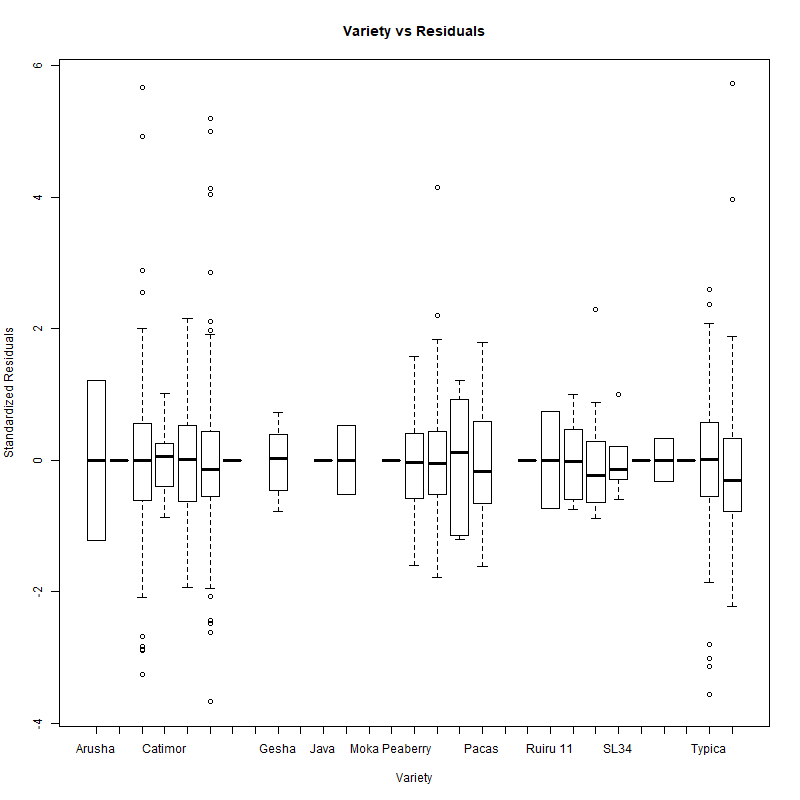 Variety vs Residuals
6
4
2
0
-2
-4
Standardized Residuals
Arusha Catimor Gesha Java Moka Peaberry Pacas Ruiru 11 SL34 Typica
Variety